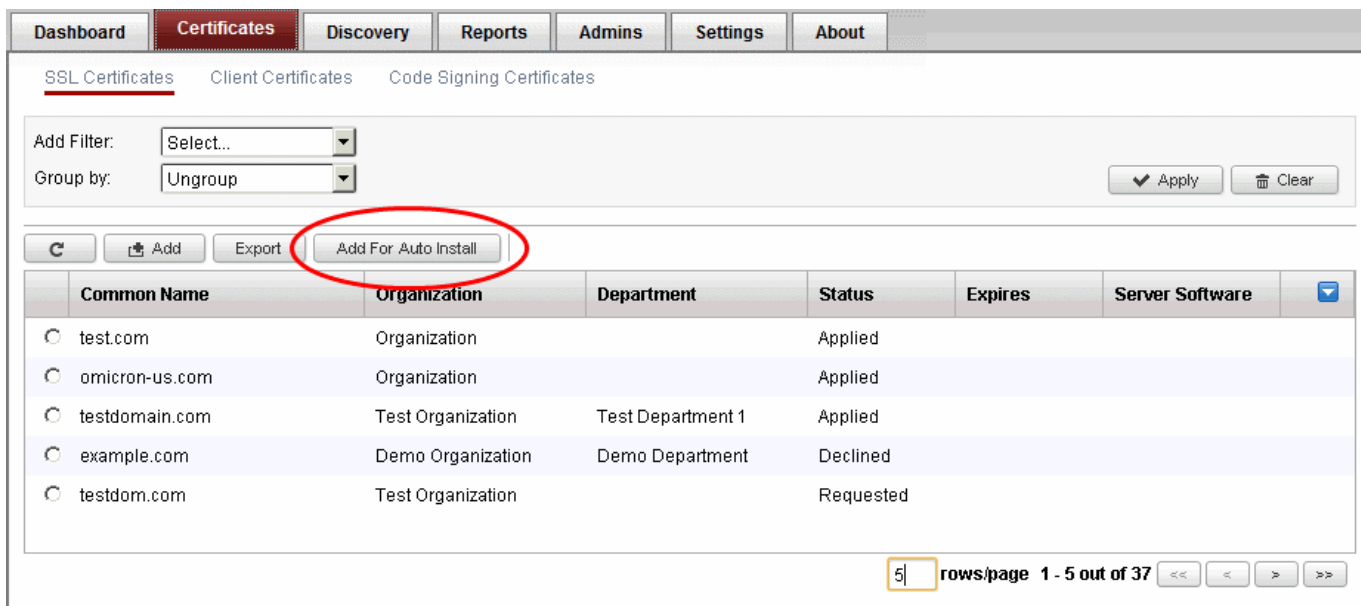 Dashboard Certificates Discovery Reports Admins Settings About
SSL Certificates Client Certificates Code Signing Certificates
Add Filter: Select...
Group by: Ungroup Apply Clear
Add Export Add For Auto Install
Common Name Organization Department Status Expires Server Software
test.com Organization Applied
omicron-us.com Organization Applied
testdomain.com Test Organization Test Department 1 Applied
example.com Demo Organization Demo Department Declined
testdom.com Test Organization Requested
5 rows/page 1 - 5 out of 37 << < > >>